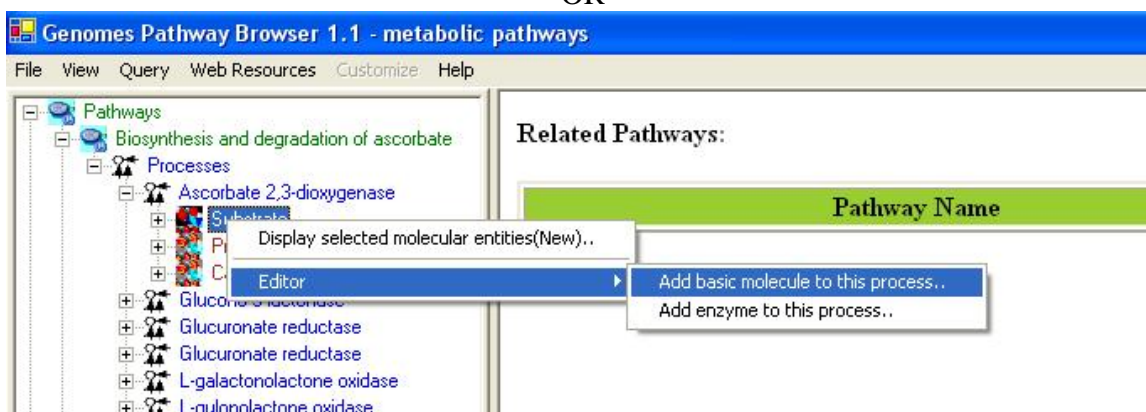 OR
Genomes Pathway Browser 1.1 - metabolic pathways
File View Query Web Resources Customize Help
Pathways
Biosynthesis and degradation of ascorbate
Processes
Ascorbate 2,3-dioxygenase
Substrate
Display selected molecular entities(New)..
Editor
Add basic molecule to this process..
Add enzyme to this process..
Glucuronate reductase
Glucuronate reductase
L-galactonolactone oxidase
L-gulonolactone oxidase
Related Pathways:
Pathway Name